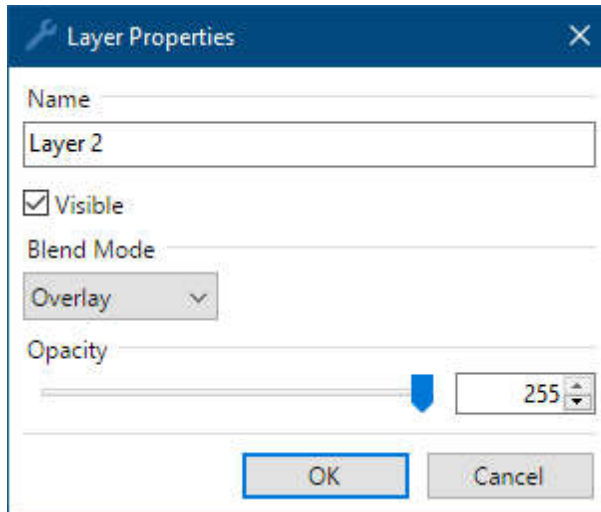 Layer Properties
Name
Layer 2
Visible
Blend Mode
Overlay
Opacity
255
OK Cancel